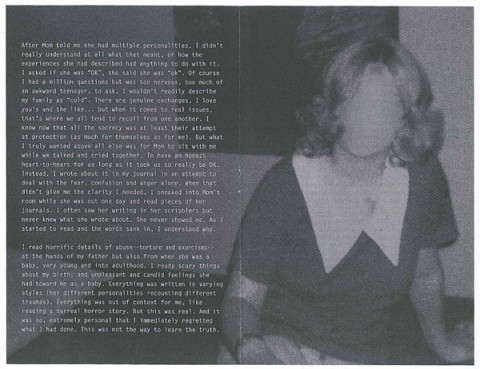 After Mom told me she had multiple personalities, I didn't
really understand at all what that meant, or how the
experiences she had described had anything to do with it.
I asked if she was "OK", she said she was "ok". Of course
I had a million questions but was too nervous, too much of
an awkward teenager, to ask. I wouldn't readily describe
my family as "cold". There are genuine exchanges, I love
you's and the like... but when it comes to real issues,
that's where we all tend to recoil from one another. I
know now that all the secrecy was at least their attempt
at protection (as much for themselves as for me). But what
I truly wanted above all else was for Mom to sit with me
while we talked and cried together. To have an honest
heart-to-heart for as long as it took us to really be OK.
Instead, I wrote about it in my journal in an attempt to
deal with the fear, confusion and anger alone. When that
didn't give me the clarity I needed, I sneaked into Mom's
room while she was out one day and read pieces of her
journals. I often saw her writing in her scribblers but
never knew what she wrote about. She never showed me. As I
started to read and the words sank in, I understood why.

I read horrific details of abuse--torture and exorcisms--
at the hands of my father but also from when she was a
baby, very young and into adulthood. I ready scary things
about my birth, and unpleasant and candid feelings she
had toward me as a baby. Everything was written in varying
styles (her different personalities recounting different
traumas). Everything was out of context for me, like
reading a surreal horror story. But this was real. And it
was so, extremely personal that I immediately regretted
what I had done. This was not the way to learn the truth.